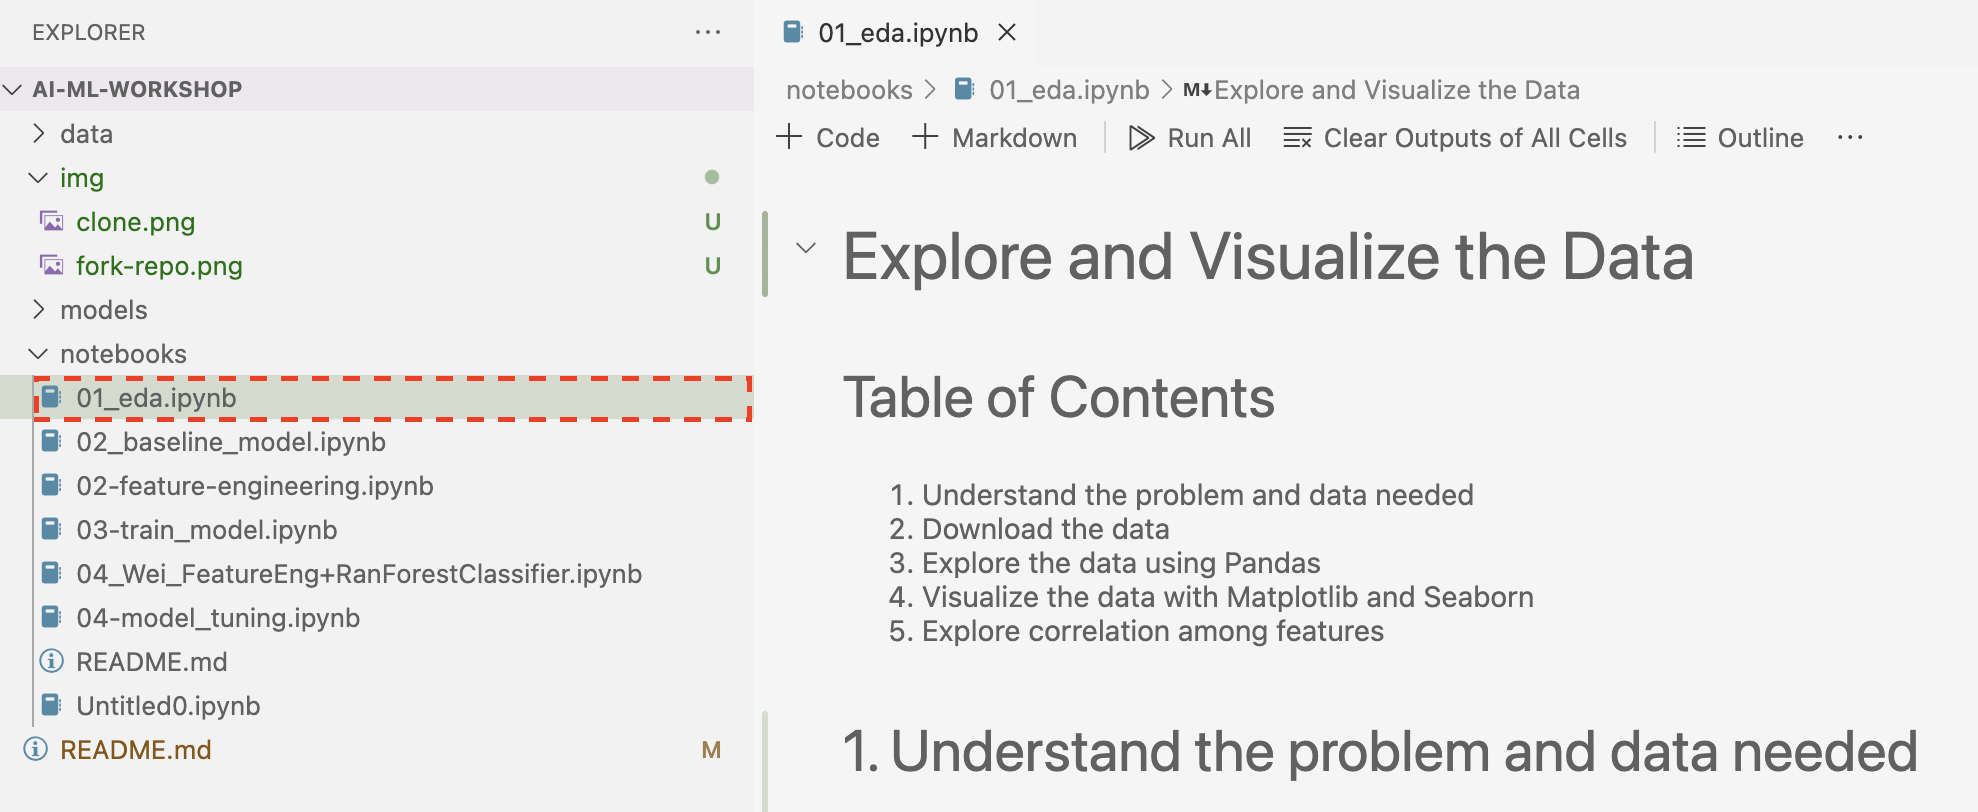 EXPLORER
AI-ML-WORKSHOP
data
img
clone.png U
fork-repo.png U
models
notebooks
01_eda.ipynb
02_baseline_model.ipynb
02-feature-engineering.ipynb
03-train_model.ipynb
04_Wei_FeatureEng+RanForestClassifier.ipynb
04-model_tuning.ipynb
README.md
Untitled0.ipynb
README.md M
01_eda.ipynb
notebooks > 01_eda.ipynb > M↓Explore and Visualize the Data
+ Code + Markdown Run All Clear Outputs of All Cells Outline ...
Explore and Visualize the Data
Table of Contents
1. Understand the problem and data needed
2. Download the data
3. Explore the data using Pandas
4. Visualize the data with Matplotlib and Seaborn
5. Explore correlation among features
1. Understand the problem and data needed